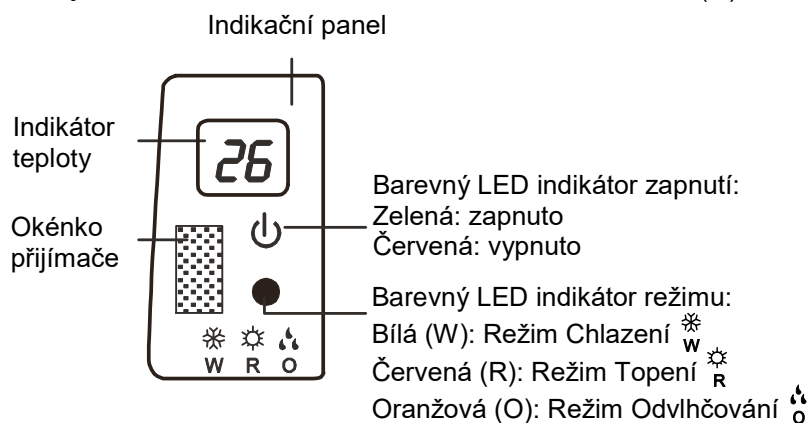 Indikační panel
Indikátor
teploty
26
Okénko
přijímače
Barevný LED indikátor zapnutí:
Zelená: zapnuto
Červená: vypnuto
Barevný LED indikátor režimu:
Bílá (W): Režim Chlazení W
Červená (R): Režim Topení R
Oranžová (O): Režim Odvlhčování O
W R O